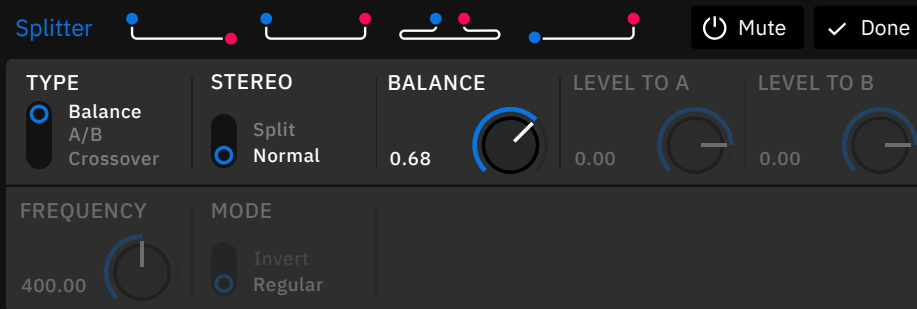 Splitter
Mute
Done
TYPE
Balance
A/B
Crossover
STEREO
Split
Normal
BALANCE
0.68
LEVEL TO A
0.00
LEVEL TO B
0.00
FREQUENCY
400.00
MODE
Invert
Regular